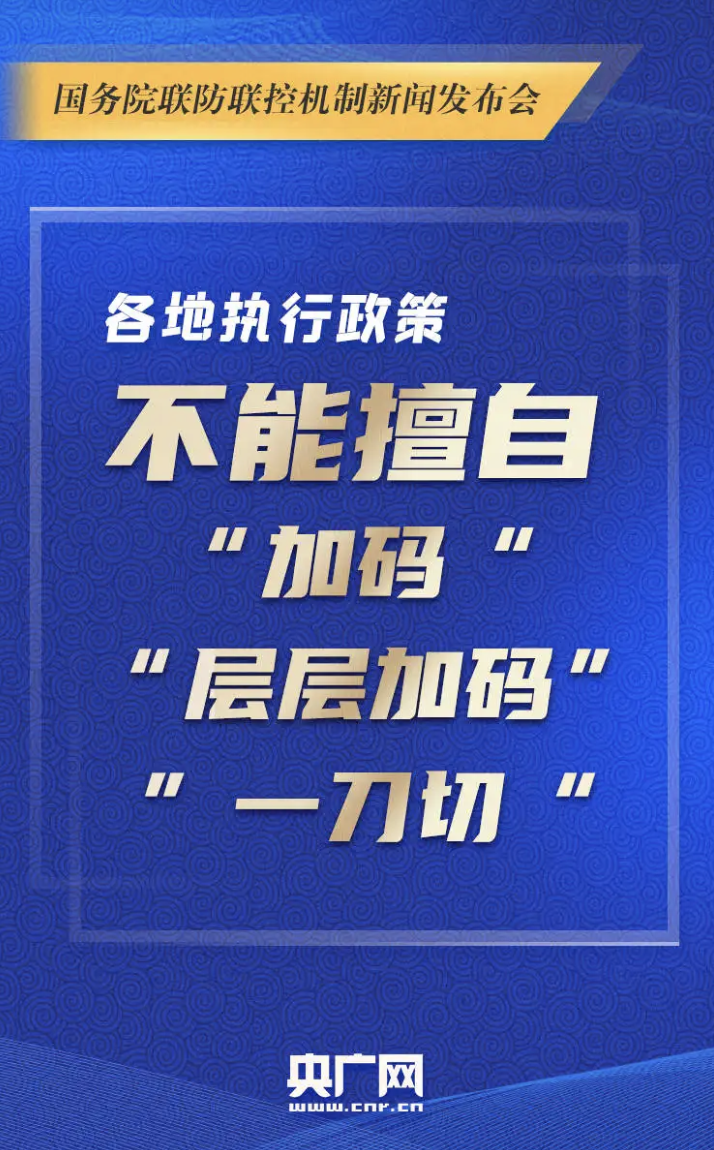 国务院联防联控机制新闻发布会
各地执行政策
不能擅自
“加码 “
“层层加码”
” 一刀切 “
央广网
www.cnr.cn